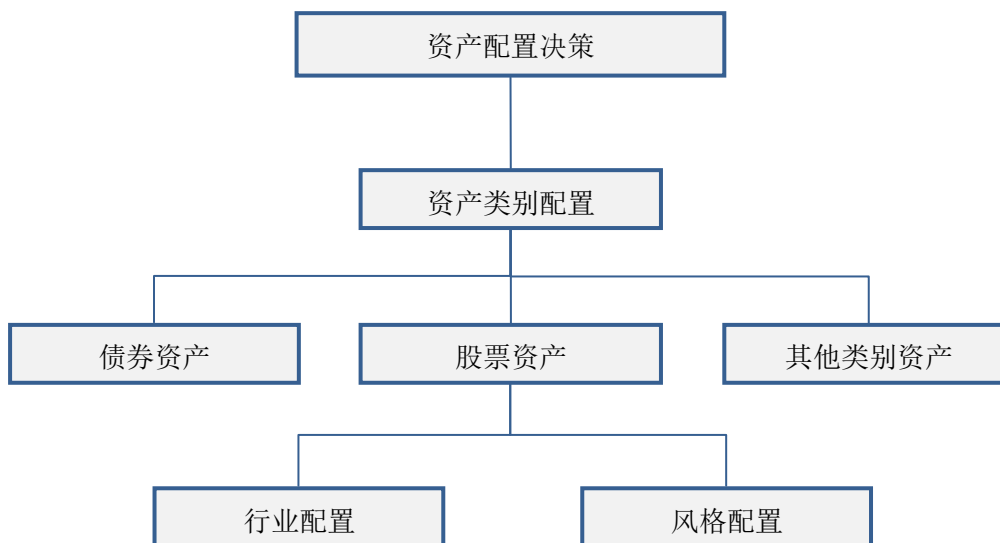 资产配置决策
资产类别配置
债券资产
股票资产
其他类别资产
行业配置
风格配置